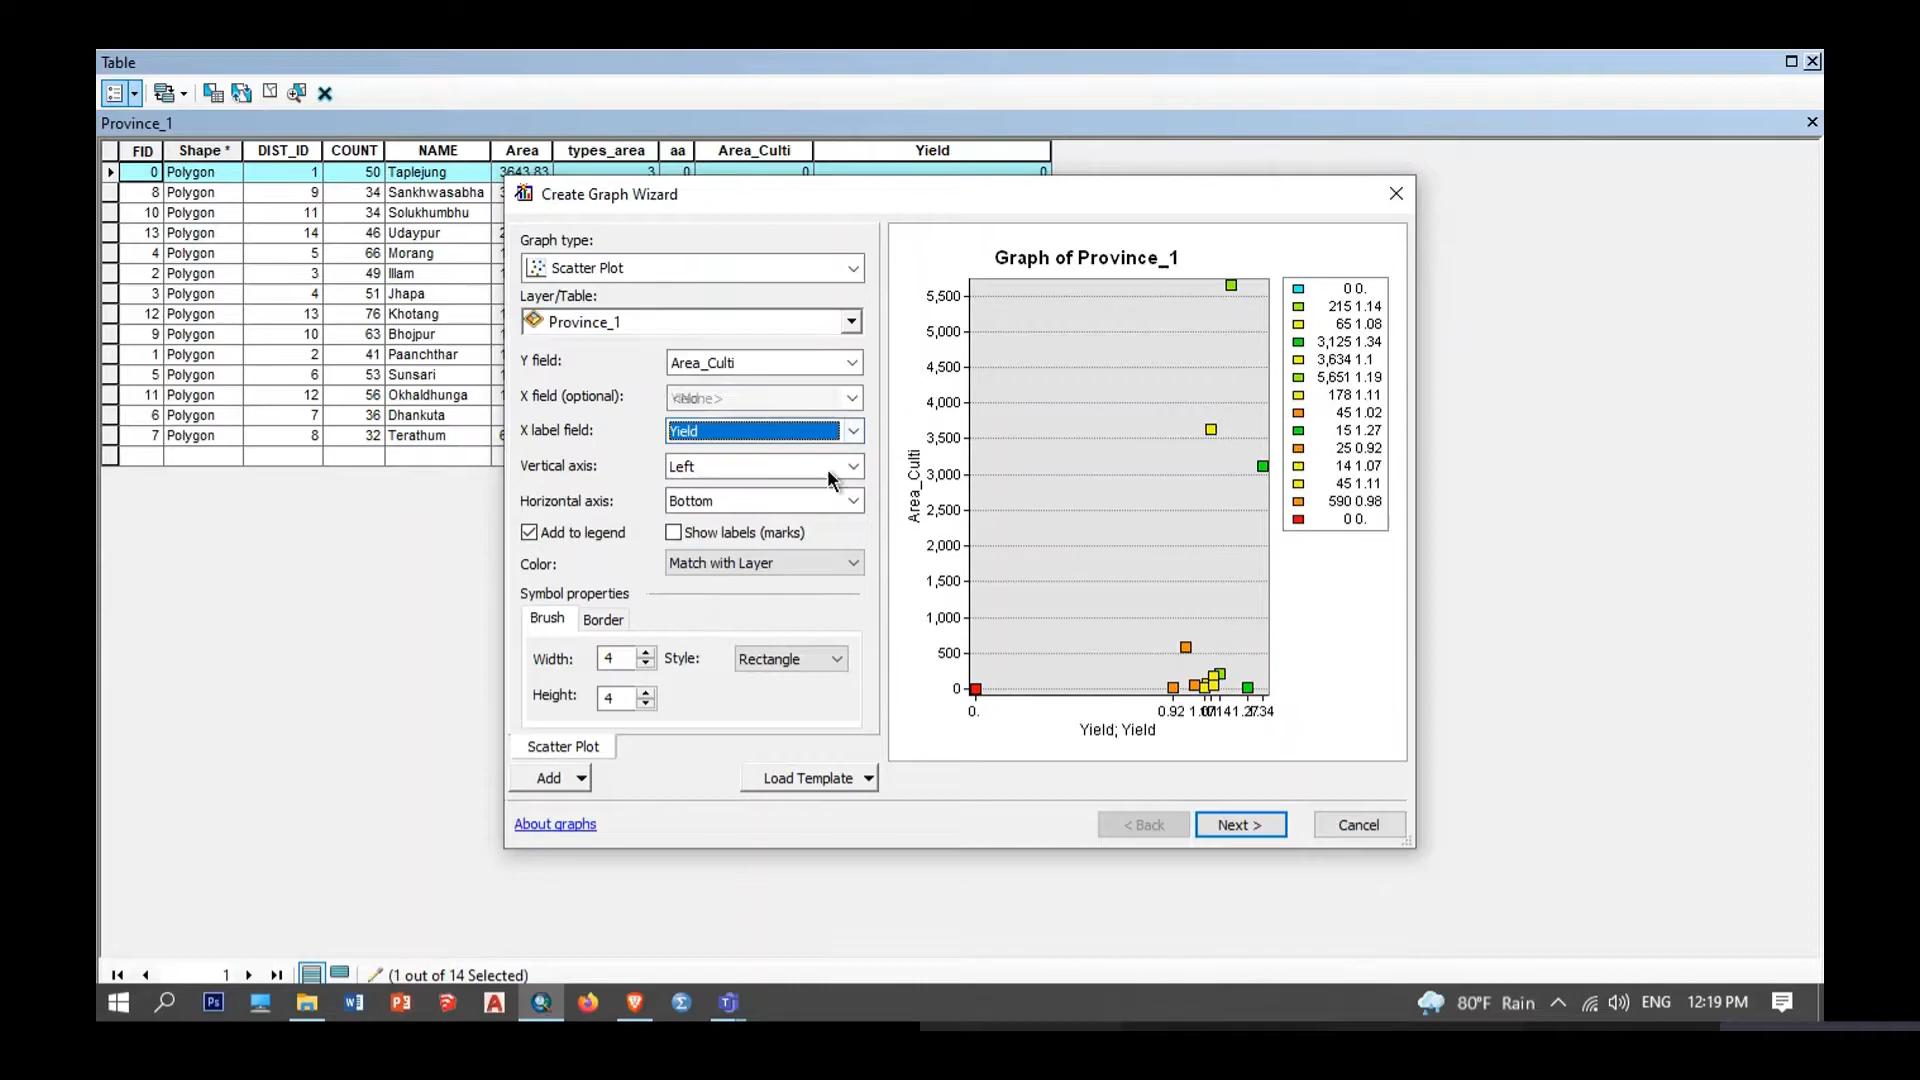 Table
Province_1
FID Shape * DIST_ID COUNT NAME Area types_area aa Area_Culti Yield
0 Polygon 1 50 Taplejung 3643.83 3 0 0 0
8 Polygon 9 34 Sankhwasabha
10 Polygon 11 34 Solukhumbhu
13 Polygon 14 46 Udaypur
4 Polygon 5 66 Morang
2 Polygon 3 49 Illam
3 Polygon 4 51 Jhapa
12 Polygon 13 76 Khotang
9 Polygon 10 63 Bhojpur
1 Polygon 2 41 Paanchthar
5 Polygon 6 53 Sunsari
11 Polygon 12 56 Okhaldhunga
6 Polygon 7 36 Dhankuta
7 Polygon 8 32 Terathum
Create Graph Wizard
Graph type:
Scatter Plot
Layer/Table:
Province_1
Y field: Area_Culti
X field (optional):
X label field: Yield
Vertical axis: Left
Horizontal axis: Bottom
Add to legend Show labels (marks)
Color: Match with Layer
Symbol properties
Brush Border
Width: 4 Style: Rectangle
Height: 4
Scatter Plot
Add Load Template
About graphs < Back Next > Cancel
Graph of Province_1
5,500
5,000
4,500
4,000
3,500
3,000
2,500
2,000
1,500
1,000
500
0
Area_Culti
0. 0.92
Yield; Yield
0 0.
215 1.14
65 1.08
3,125 1.34
3,634 1.1
5,651 1.19
178 1.11
45 1.02
15 1.27
25 0.92
14 1.07
45 1.11
590 0.98
0 0.
1 (1 out of 14 Selected)
80°F Rain ENG 12:19 PM